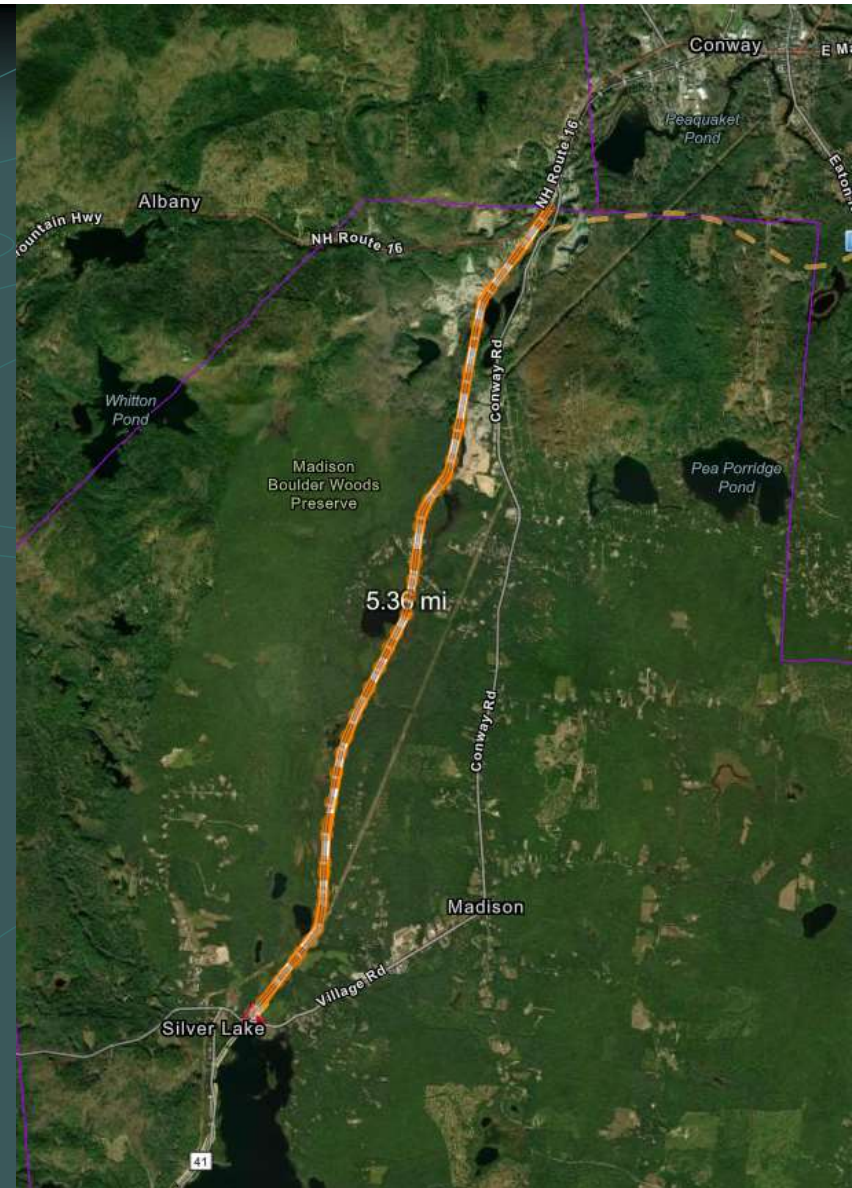 Conway
E Ma
Peaquaket
Pond
NH Route 16
Eaton
Albany
ountain Hwy
NH Route 16
Conway Rd
Whitton
Pond
Madison
Boulder Woods
Preserve
Pea Porridge
Pond
5.36 mi
Conway Rd
Madison
Village Rd
Silver Lake
41